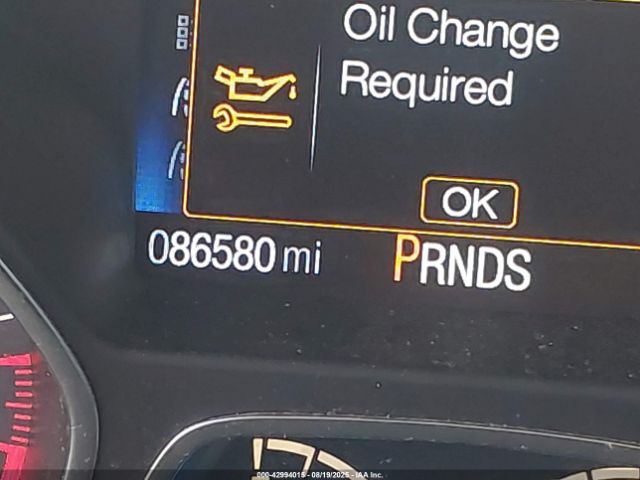 Oil Change
Required
OK
086580 mi PRNDS
000-42994015 - 08/19/2025 - IAA Inc.